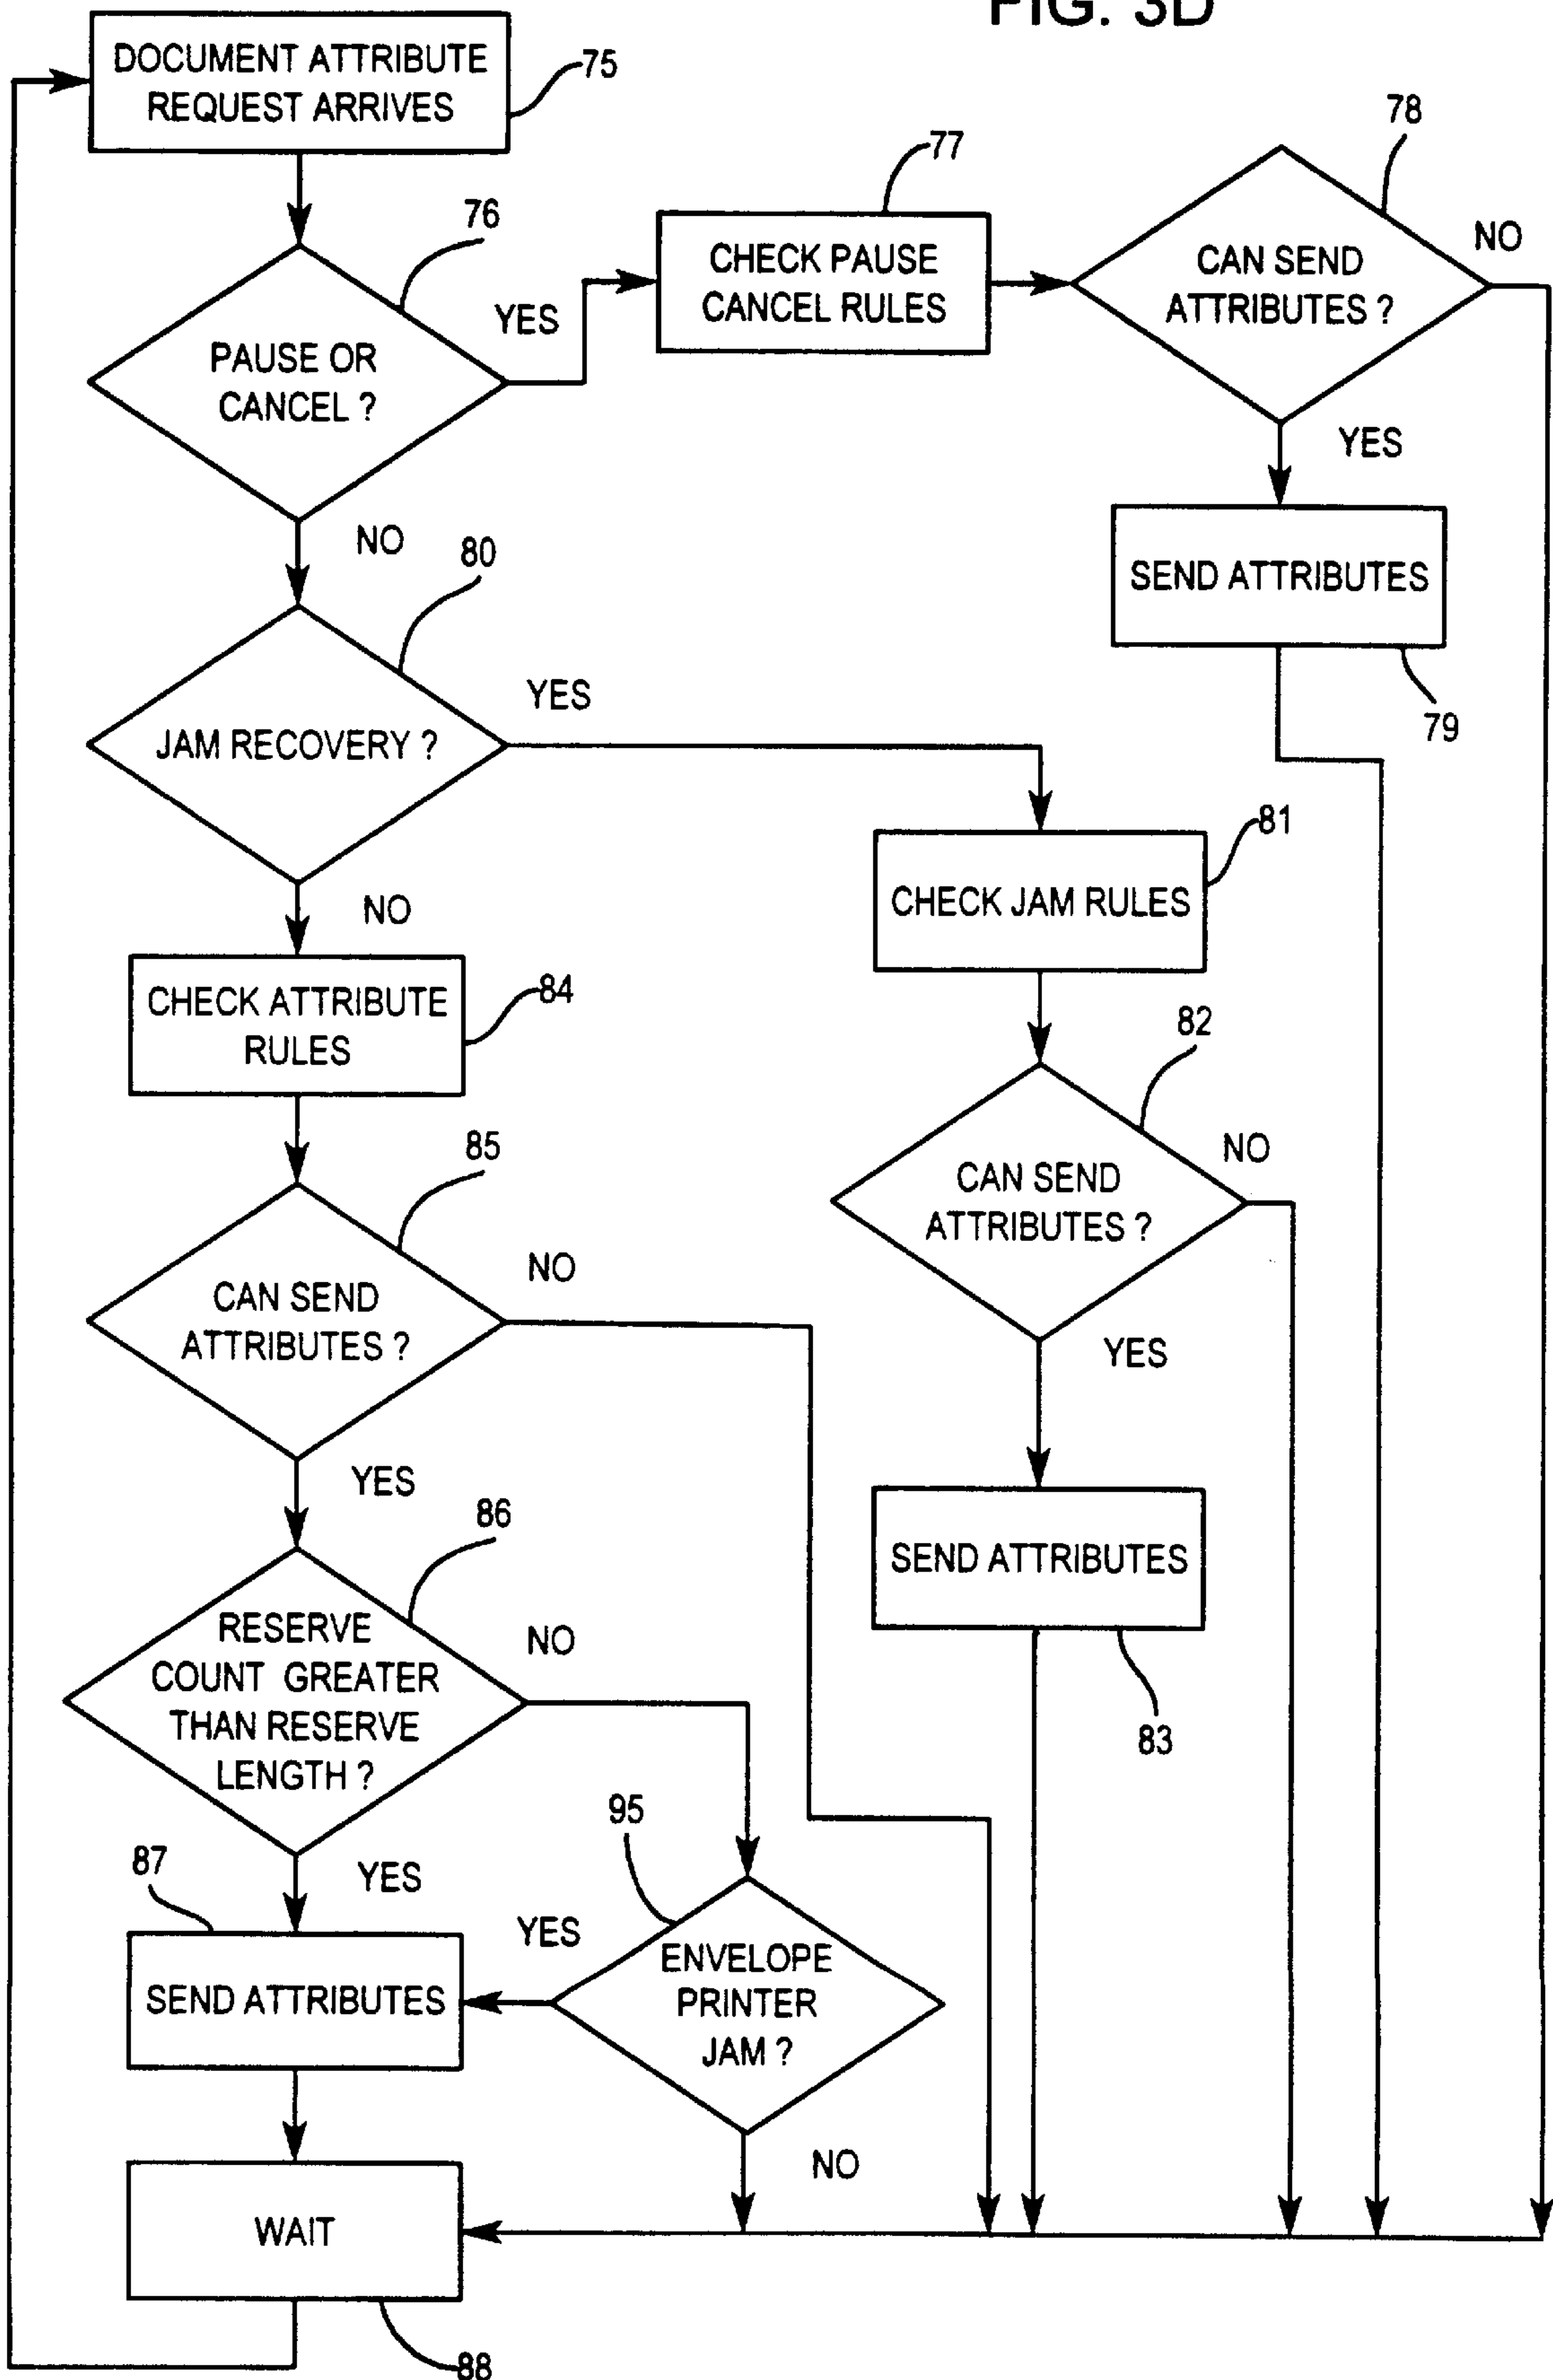 FIG. 3D
DOCUMENT ATTRIBUTE
REQUEST ARRIVES
75
76
PAUSE OR
CANCEL ?
YES
NO
77
CHECK PAUSE
CANCEL RULES
78
CAN SEND
ATTRIBUTES ?
NO
YES
SEND ATTRIBUTES
79
80
JAM RECOVERY ?
YES
NO
81
CHECK JAM RULES
82
CAN SEND
ATTRIBUTES ?
NO
YES
SEND ATTRIBUTES
83
CHECK ATTRIBUTE
RULES
84
85
CAN SEND
ATTRIBUTES ?
NO
YES
86
RESERVE
COUNT GREATER
THAN RESERVE
LENGTH ?
NO
YES
95
ENVELOPE
PRINTER
JAM ?
YES
NO
87
SEND ATTRIBUTES
WAIT
88